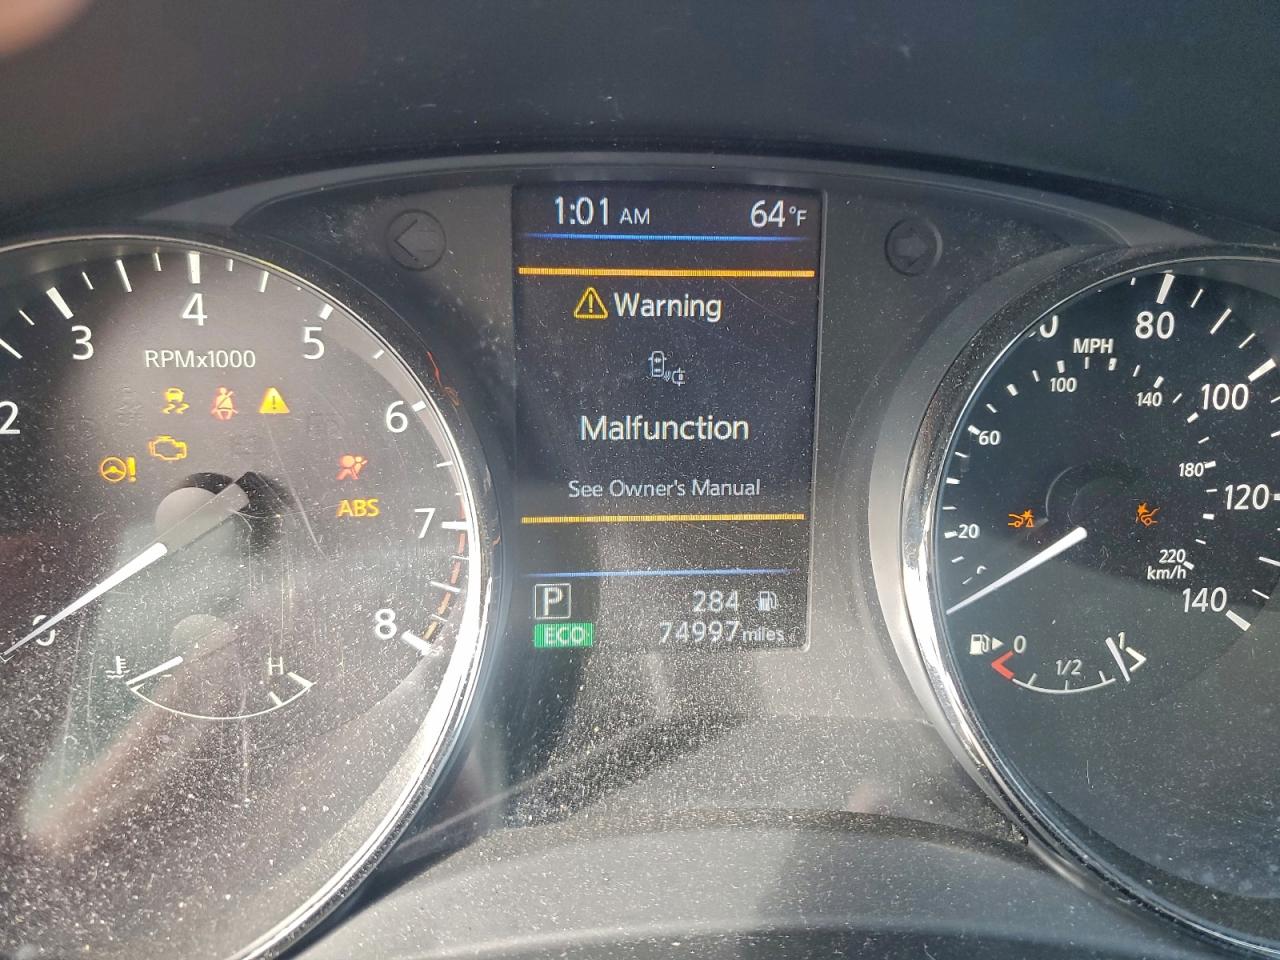 1:01 AM 64°F
Warning
Malfunction
See Owner's Manual
P 284
ECO 74997 miles
2
3
4
5
6
7
8
RPMx1000
ABS
H
80
100
120
140
MPH
20
60
100
140
180
220
km/h
0
1/2
1